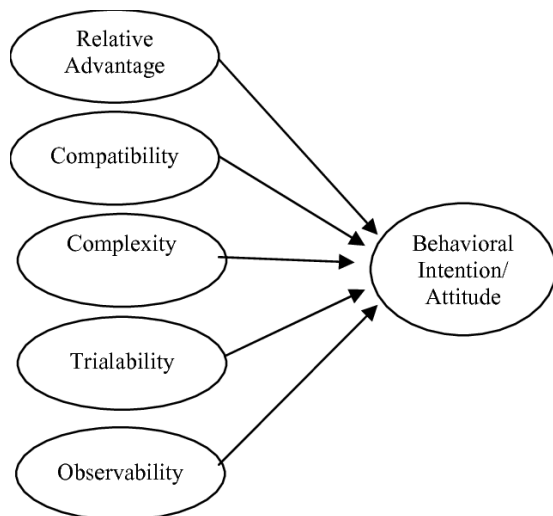 Relative
Advantage
Compatibility
Complexity
Trialability
Observability
Behavioral
Intention/
Attitude